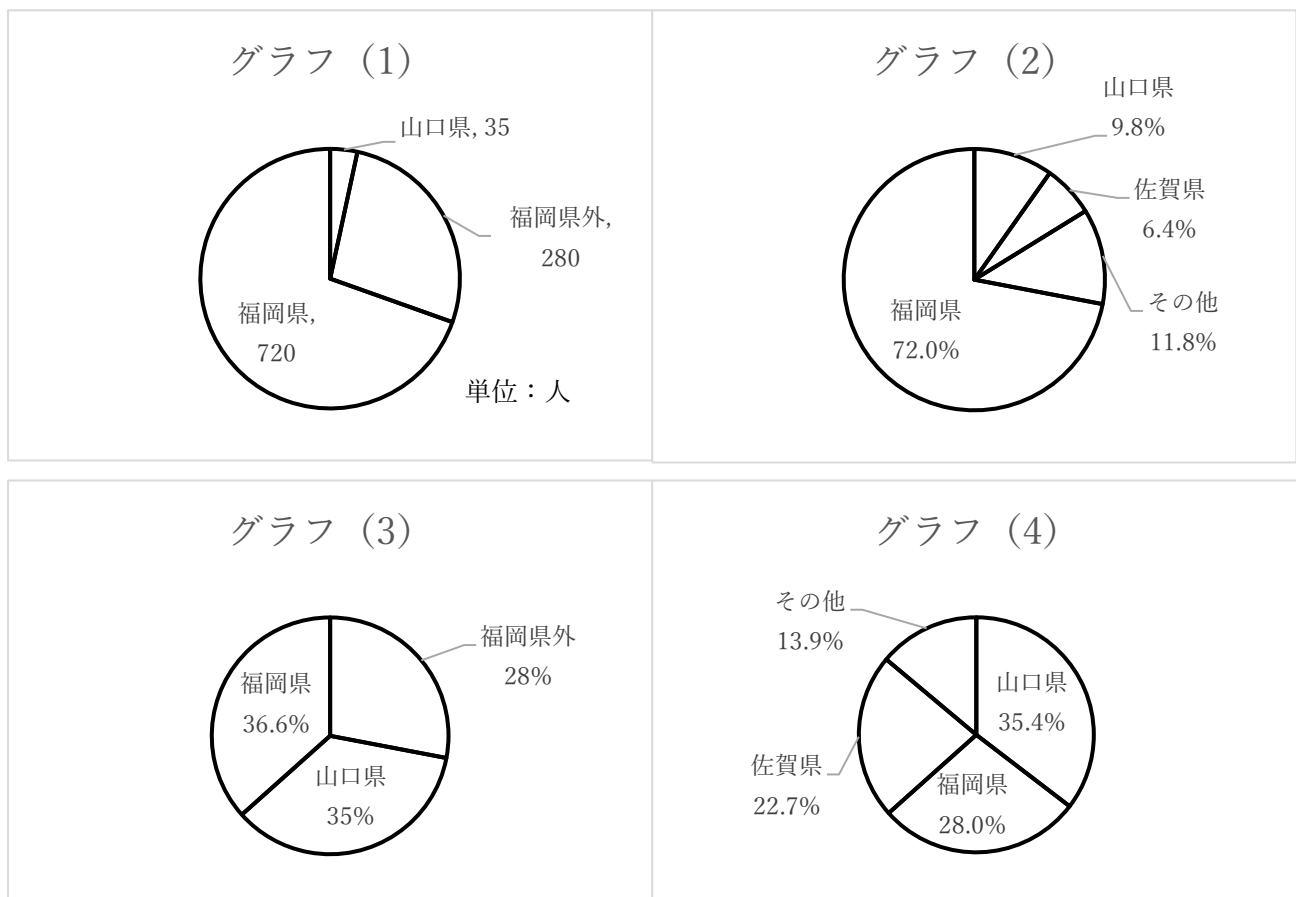 グラフ（1）
山口県, 35
福岡県外,
280
福岡県,
720
単位：人
グラフ（2）
山口県
9.8%
佐賀県
6.4%
その他
11.8%
福岡県
72.0%
グラフ（3）
福岡県外
28%
福岡県
36.6%
山口県
35%
グラフ（4）
その他
13.9%
山口県
35.4%
佐賀県
22.7%
福岡県
28.0%